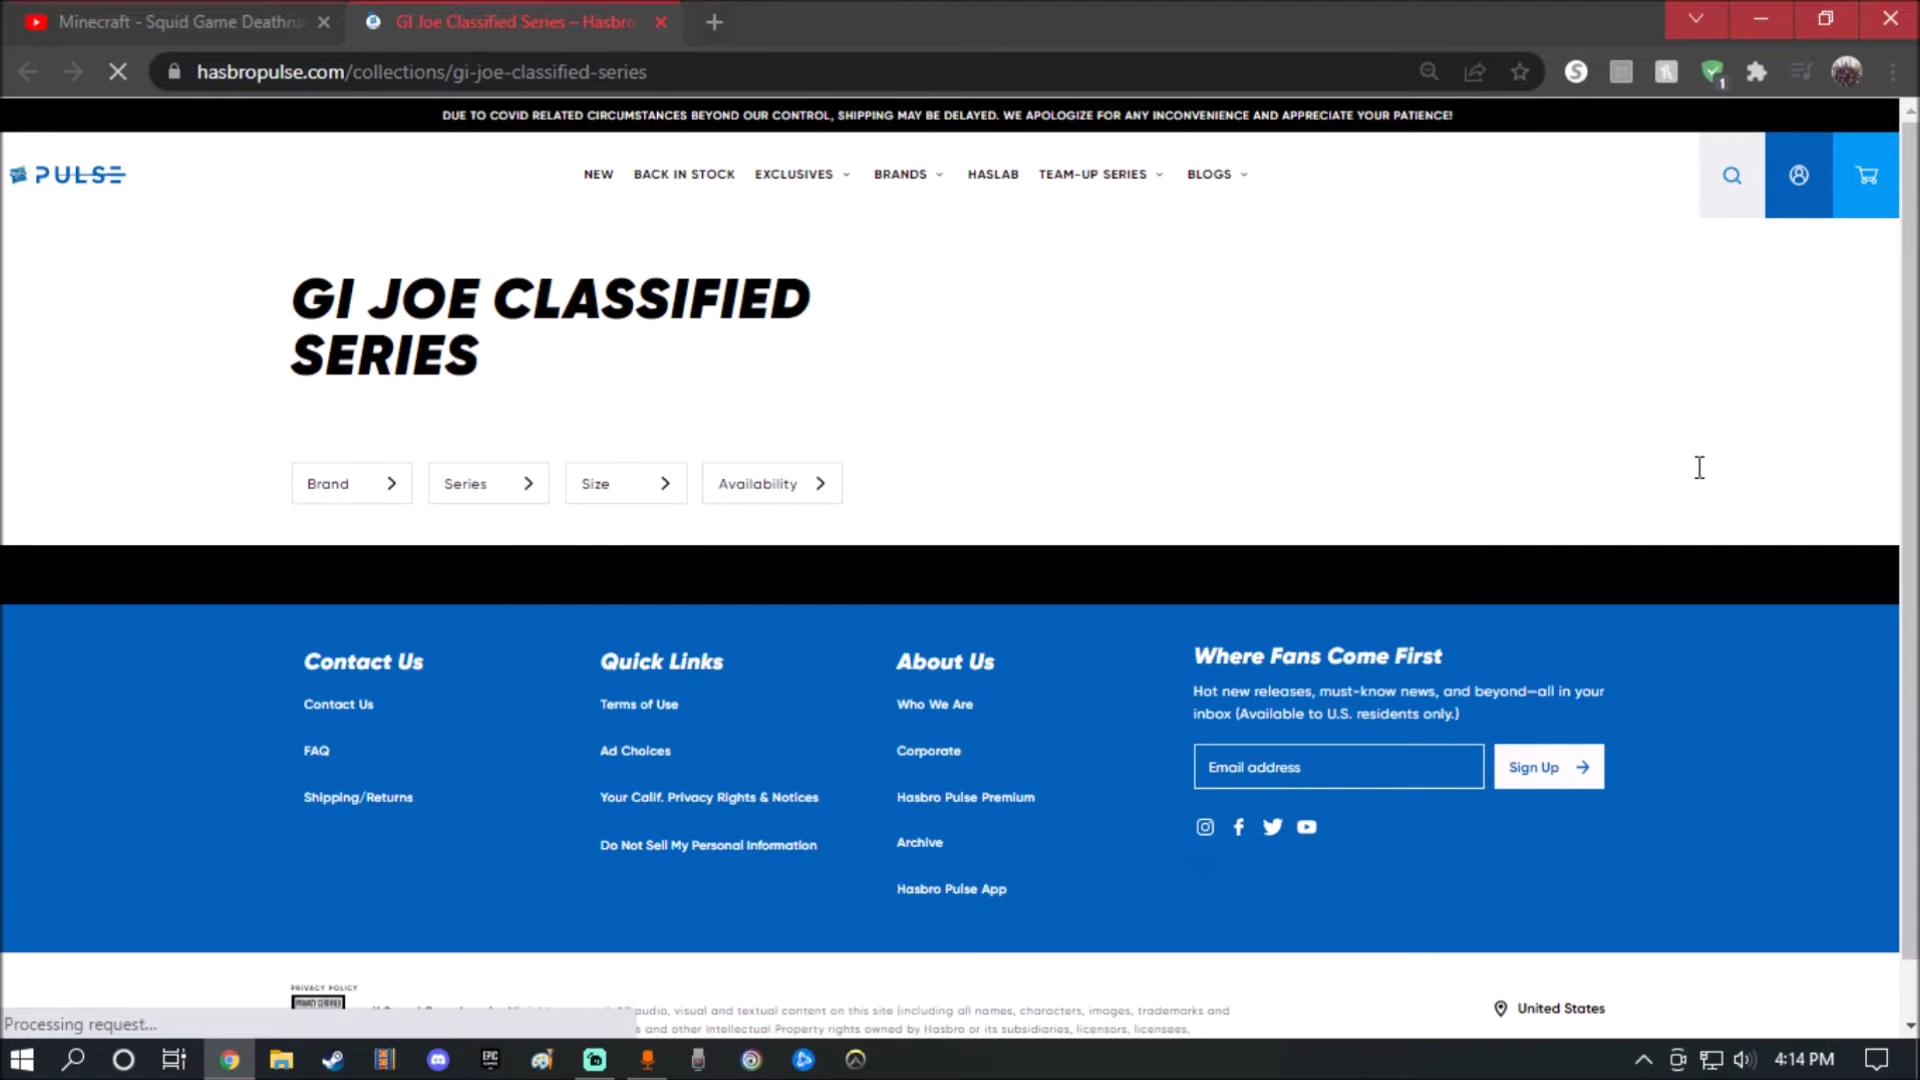 Minecraft - Squid Game Deathru
GI Joe Classified Series – Hasbro
hasbropulse.com/collections/gi-joe-classified-series
1
DUE TO COVID RELATED CIRCUMSTANCES BEYOND OUR CONTROL, SHIPPING MAY BE DELAYED. WE APOLOGIZE FOR ANY INCONVENIENCE AND APPRECIATE YOUR PATIENCE!
PULSE
NEW BACK IN STOCK EXCLUSIVES BRANDS HASLAB TEAM-UP SERIES BLOGS
GI JOE CLASSIFIED
SERIES
Brand Series Size Availability
Contact Us
Contact Us
FAQ
Shipping/Returns
Quick Links
Terms of Use
Ad Choices
Your Calif. Privacy Rights & Notices
Do Not Sell My Personal Information
About Us
Who We Are
Corporate
Hasbro Pulse Premium
Archive
Hasbro Pulse App
Where Fans Come First
Hot new releases, must-know news, and beyond—all in your
inbox (Available to U.S. residents only.)
Email address Sign Up
PRIVACY POLICY
PRIVACY CERTIFIED
audio, visual and textual content on this site (including all names, characters, images, trademarks and
s and other Intellectual Property rights owned by Hasbro or its subsidiaries, licensors, licensees,
United States
Processing request...
EPIC
4:14 PM